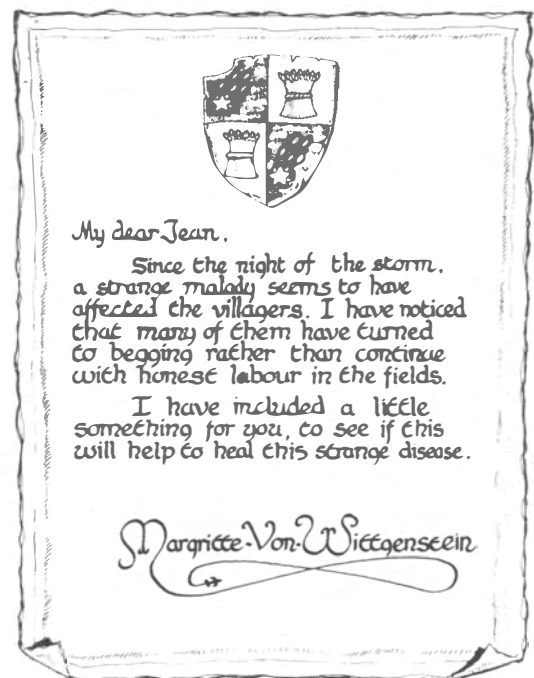 My dear Jean,
Since the night of the storm,
a strange malady seems to have
affected the villagers. I have noticed
that many of them have turned
to begging rather than continue
with honest labour in the fields.
I have included a little
something for you, to see if this
will help to heal this strange disease.
Margritte-Von-Wittgenstein